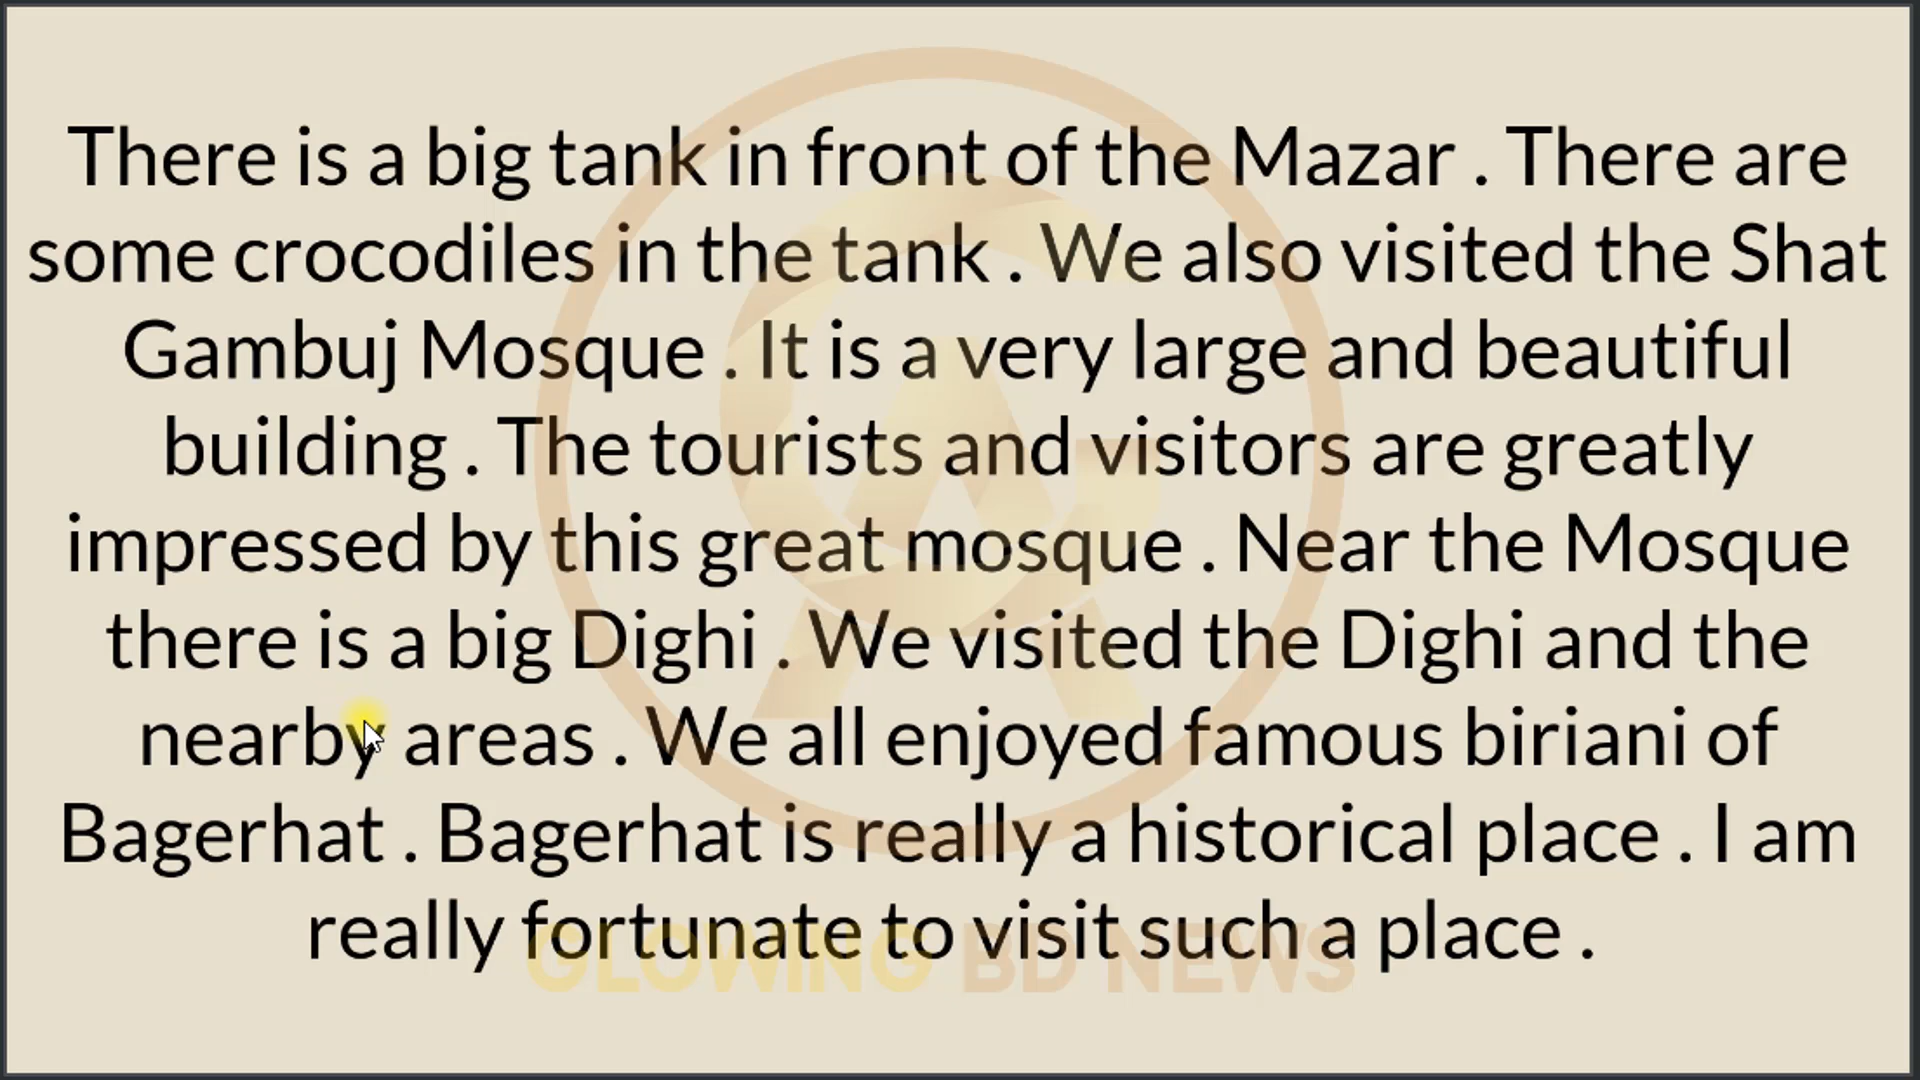 There is a big tank in front of the Mazar . There are
some crocodiles in the tank . We also visited the Shat
Gambuj Mosque . It is a very large and beautiful
building . The tourists and visitors are greatly
impressed by this great mosque . Near the Mosque
there is a big Dighi . We visited the Dighi and the
nearby areas . We all enjoyed famous biriani of
Bagerhat . Bagerhat is really a historical place . I am
really fortunate to visit such a place .
GLOWING BD NEWS